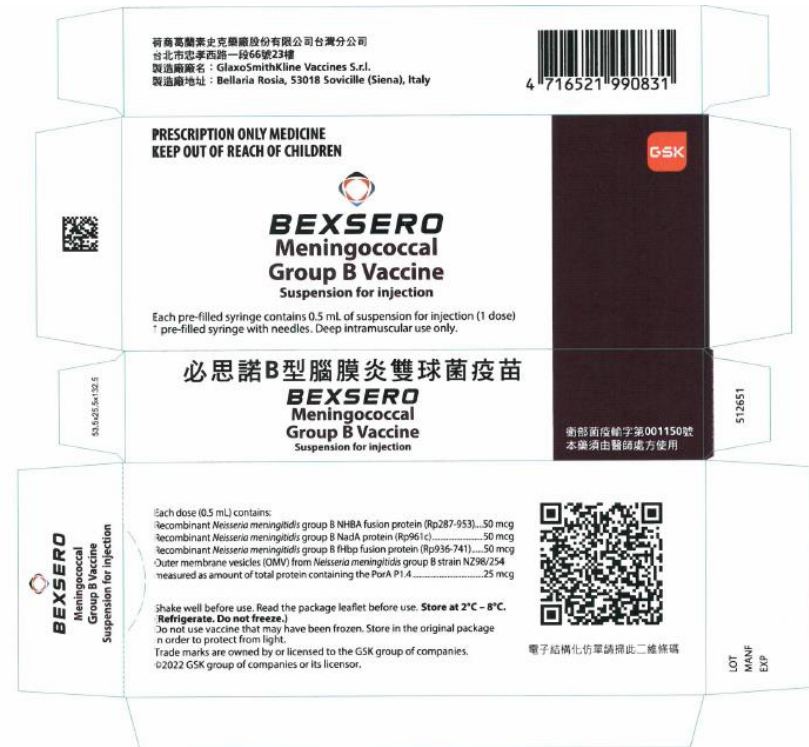 荷商葛蘭素史克藥廠股份有限公司台灣分公司
台北市忠孝西路一段66號23樓
製造廠廠名：GlaxoSmithKline Vaccines S.r.l.
製造廠地址：Bellaria Rosia, 53018 Sovicille (Siena), Italy
4 716521 990831
PRESCRIPTION ONLY MEDICINE
KEEP OUT OF REACH OF CHILDREN
GSK
BEXSERO
Meningococcal
Group B Vaccine
Suspension for injection
Each pre-filled syringe contains 0.5 mL of suspension for injection (1 dose)
1 pre-filled syringe with needles. Deep intramuscular use only.
53.5x25.5x132.5
必思諾B型腦膜炎雙球菌疫苗
BEXSERO
Meningococcal
Group B Vaccine
Suspension for injection
衛部菌疫輸字第001150號
本藥須由醫師處方使用
512651
BEXSERO
Meningococcal
Group B Vaccine
Suspension for injection
Each dose (0.5 mL) contains:
Recombinant Neisseria meningitidis group B NHBA fusion protein (Rp287-953)....50 mcg
Recombinant Neisseria meningitidis group B NadA protein (Rp961c)......................50 mcg
Recombinant Neisseria meningitidis group B fHbp fusion protein (Rp936-741).....50 mcg
Outer membrane vesicles (OMV) from Neisseria meningitidis group B strain NZ98/254
measured as amount of total protein containing the PorA P1.4..............................25 mcg
Shake well before use. Read the package leaflet before use. Store at 2°C – 8°C.
(Refrigerate. Do not freeze.)
Do not use vaccine that may have been frozen. Store in the original package
in order to protect from light.
Trade marks are owned by or licensed to the GSK group of companies.
©2022 GSK group of companies or its licensor.
電子結構化仿單請掃此二維條碼
LOT
MANF
EXP